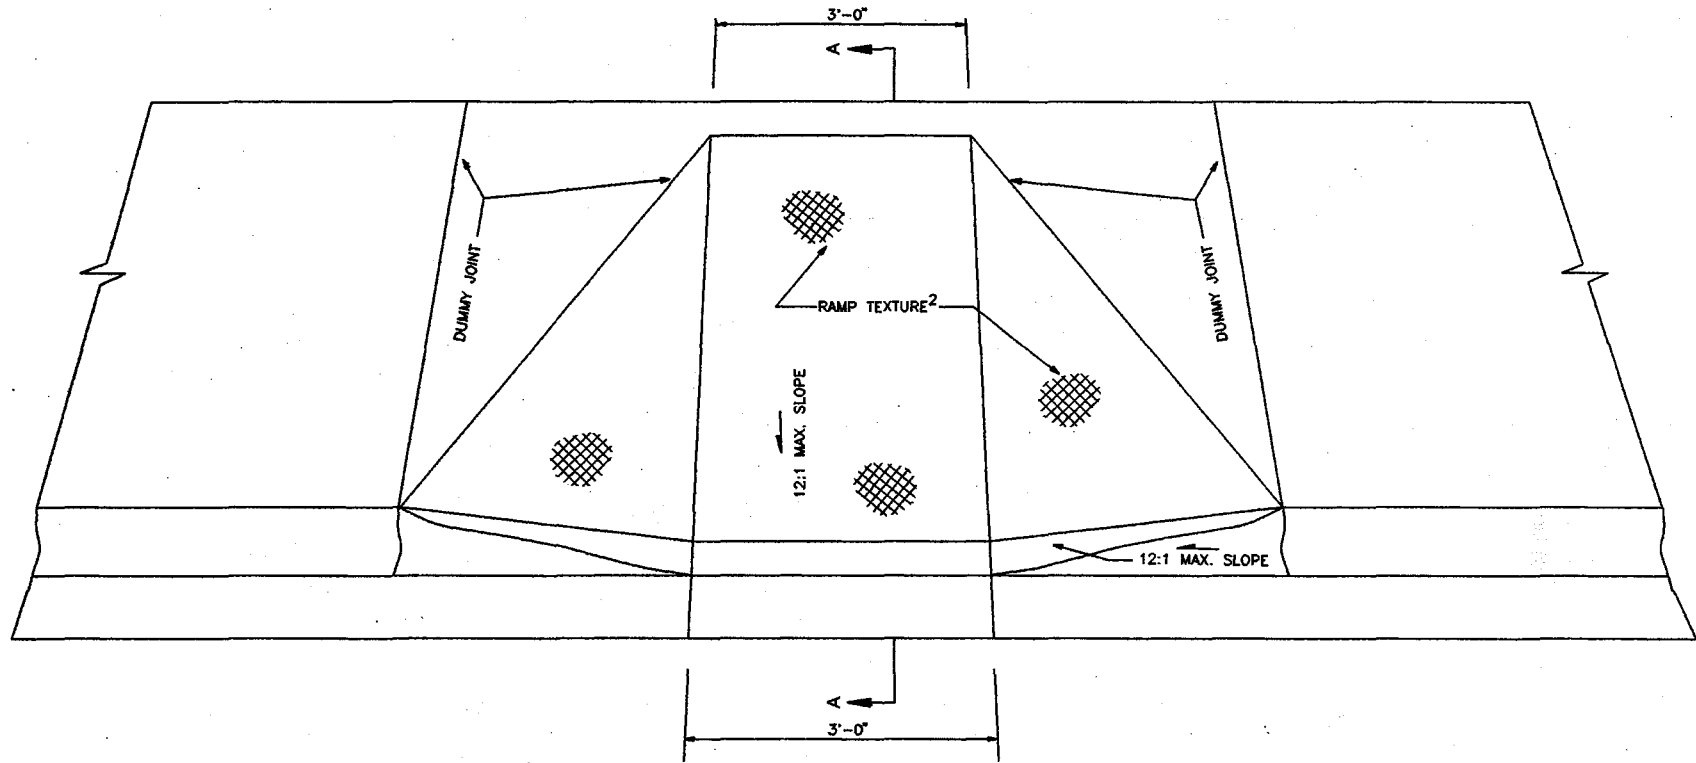 3'-0"
A
DUMMY JOINT
DUMMY JOINT
RAMP TEXTURE2
12:1 MAX. SLOPE
12:1 MAX. SLOPE
A
3'-0"